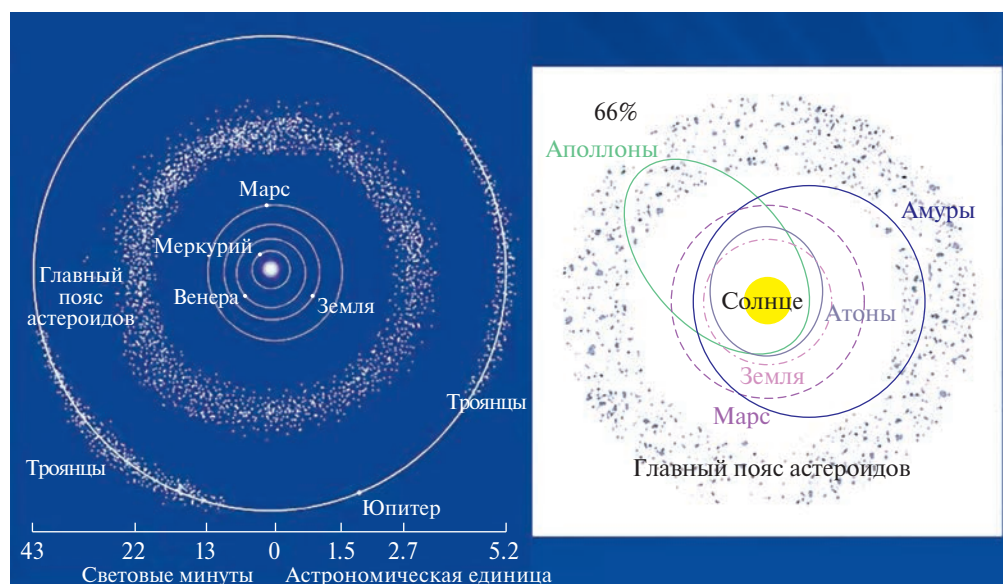 Марс
Меркурий
Главный
пояс
астероидов
Венера
Земля
Троянцы
Троянцы
Юпитер
43 22 13 0 1.5 2.7 5.2
Световые минуты Астрономическая единица
66%
Аполлоны
Амуры
Солнце
Атоны
Земля
Марс
Главный пояс астероидов